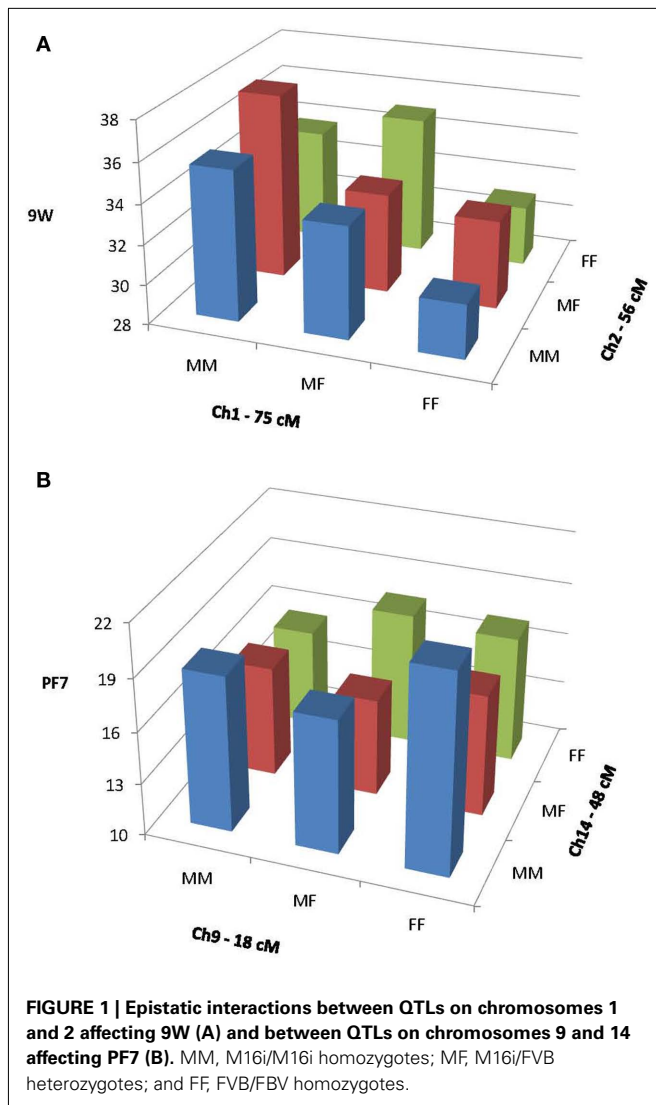 A
38
36
34
9W
32
30
28
MM
MF
FF
Ch1 - 75 cM
MM
MF
FF
Ch2 - 56 cM
B
22
19
PF7
16
13
10
MM
MF
FF
Ch9 - 18 cM
MM
MF
FF
Ch14 - 48 cM
FIGURE 1 | Epistatic interactions between QTLs on chromosomes 1
and 2 affecting 9W (A) and between QTLs on chromosomes 9 and 14
affecting PF7 (B). MM, M16i/M16i homozygotes; MF, M16i/FVB
heterozygotes; and FF, FVB/FBV homozygotes.